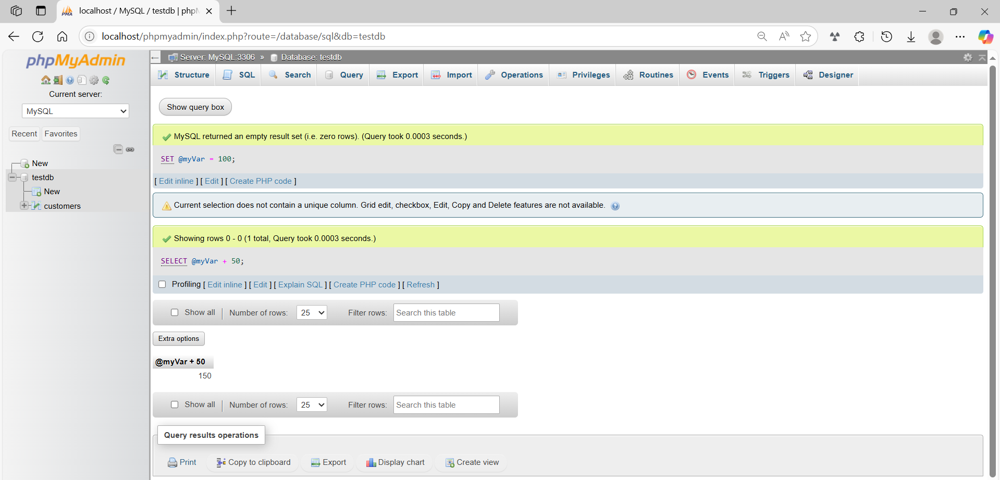 localhost / MySQL / testdb | php
localhost/phpmyadmin/index.php?route=/database/sql&db=testdb
phpMyAdmin
Current server:
MySQL
Recent Favorites
New
testdb
New
customers
Server: MySQL:3306 » Database: testdb
Structure SQL Search Query Export Import Operations Privileges Routines Events Triggers Designer
Show query box
MySQL returned an empty result set (i.e. zero rows). (Query took 0.0003 seconds.)
SET @myVar = 100;
[ Edit inline ] [ Edit ] [ Create PHP code ]
Current selection does not contain a unique column. Grid edit, checkbox, Edit, Copy and Delete features are not available.
Showing rows 0 - 0 (1 total, Query took 0.0003 seconds.)
SELECT @myVar + 50;
Profiling [ Edit inline ] [ Edit ] [ Explain SQL ] [ Create PHP code ] [ Refresh ]
Show all | Number of rows: 25 Filter rows: Search this table
Extra options
@myVar + 50
150
Show all | Number of rows: 25 Filter rows: Search this table
Query results operations
Print Copy to clipboard Export Display chart Create view